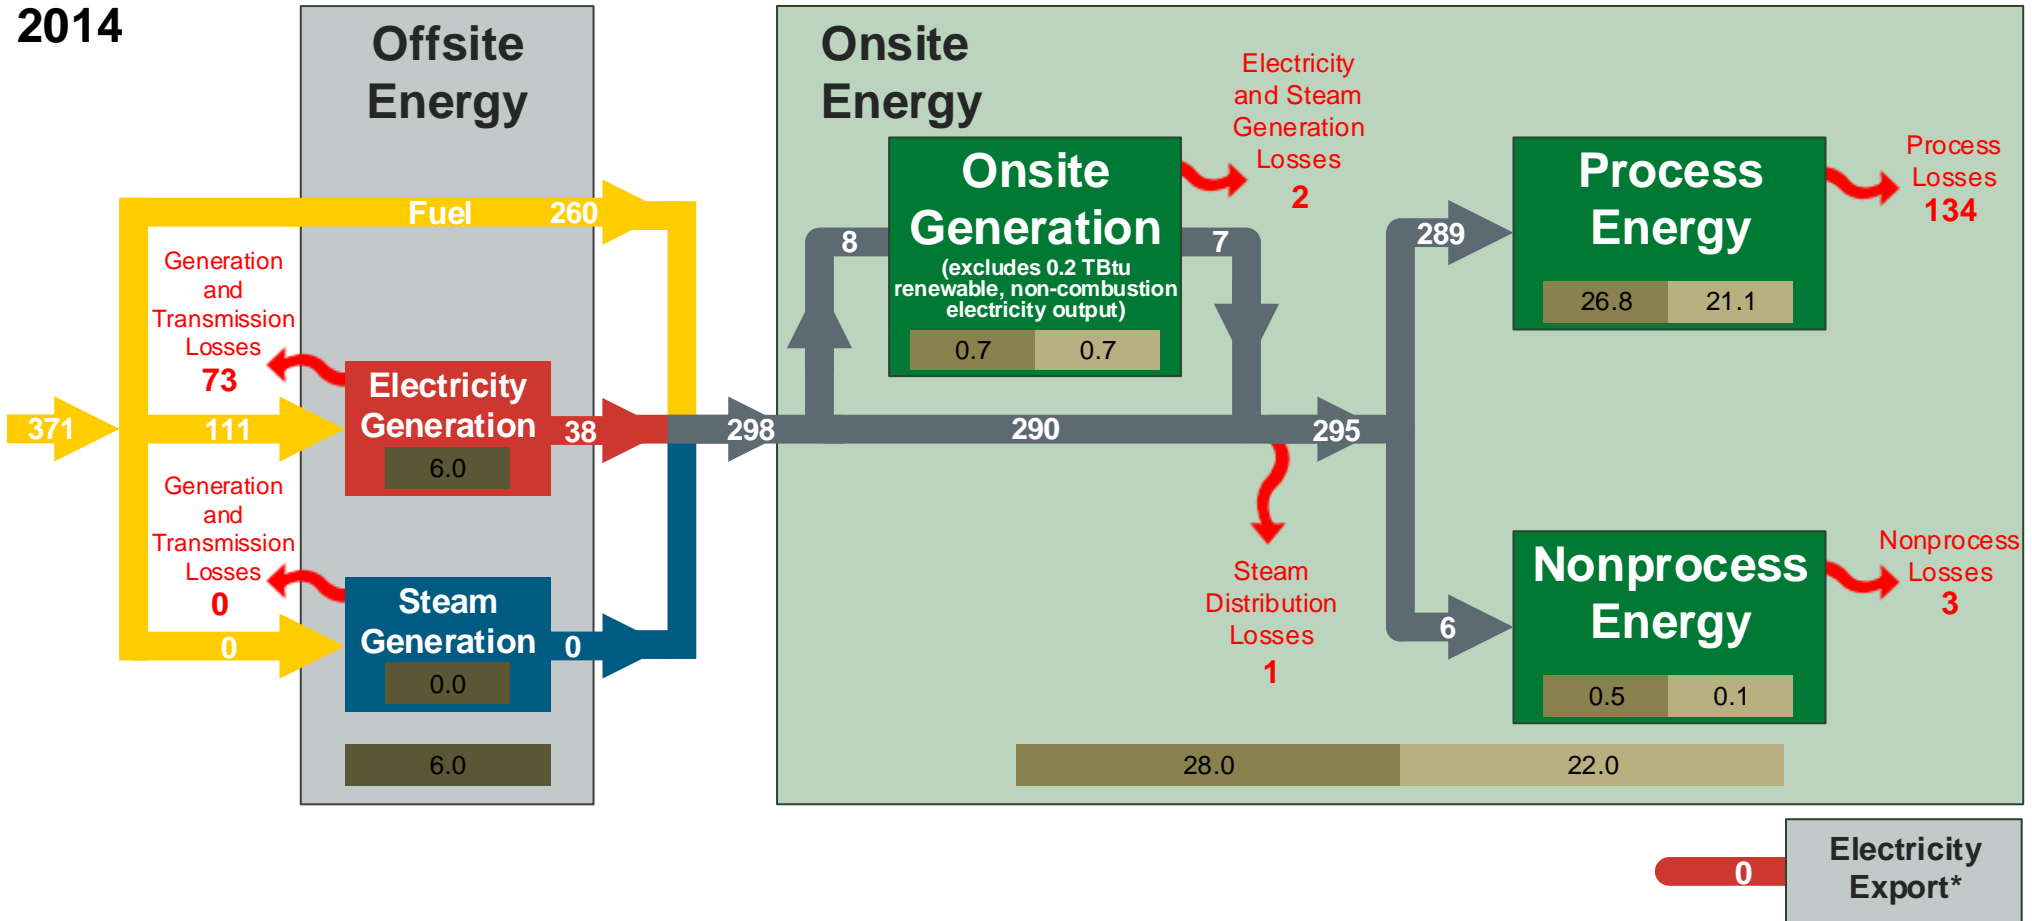 2014
Offsite
Energy
Onsite
Energy
Fuel
260
Generation
and
Transmission
Losses
73
371
111
Electricity
Generation
6.0
38
Generation
and
Transmission
Losses
0
0
Steam
Generation
0.0
0
6.0
298
8
Onsite
Generation
(excludes 0.2 TBtu
renewable, non-combustion
electricity output)
0.7
0.7
7
Electricity
and Steam
Generation
Losses
2
290
295
Steam
Distribution
Losses
1
289
Process
Energy
26.8
21.1
Process
Losses
134
6
Nonprocess
Energy
0.5
0.1
Nonprocess
Losses
3
28.0
22.0
0
Electricity
Export*